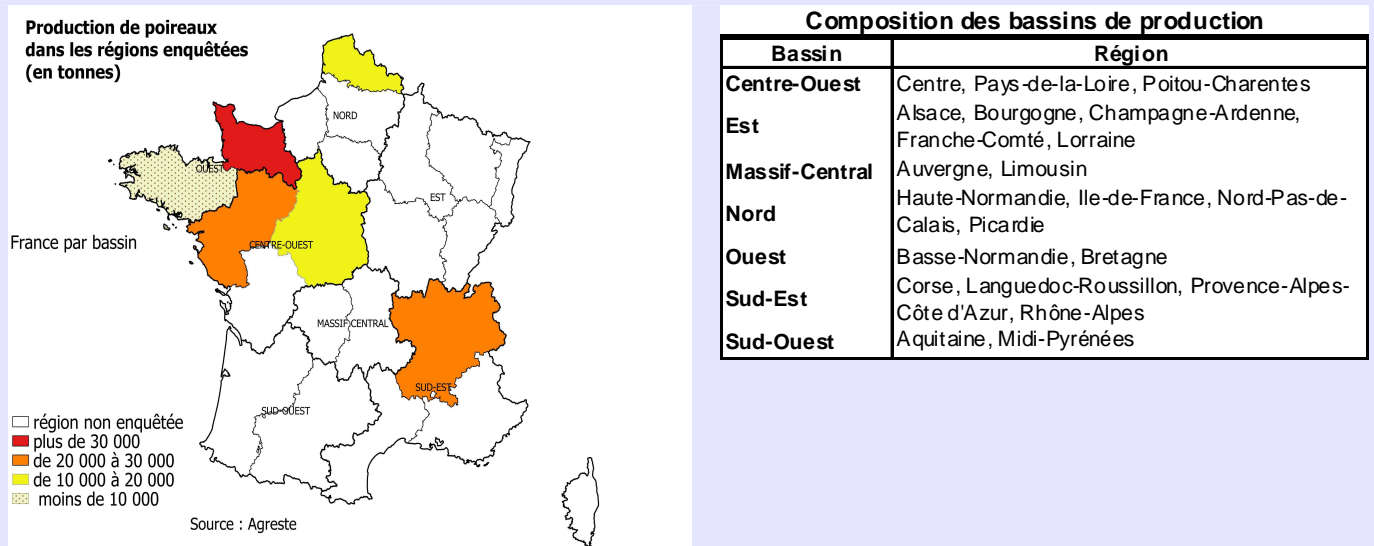 Production de poireaux
dans les régions enquêtées
(en tonnes)
NORD
OUEST
EST
France par bassin
CENTRE-OUEST
MASSIF CENTRAL
SUD-EST
SUD-OUEST
région non enquêtée
plus de 30 000
de 20 000 à 30 000
de 10 000 à 20 000
moins de 10 000
Source : Agreste
Composition des bassins de production
Bassin Région
Centre-Ouest Centre, Pays-de-la-Loire, Poitou-Charentes
Est Alsace, Bourgogne, Champagne-Ardenne,
Franche-Comté, Lorraine
Massif-Central Auvergne, Limousin
Nord Haute-Normandie, Ile-de-France, Nord-Pas-de-
Calais, Picardie
Ouest Basse-Normandie, Bretagne
Sud-Est Corse, Languedoc-Roussillon, Provence-Alpes-
Côte d'Azur, Rhône-Alpes
Sud-Ouest Aquitaine, Midi-Pyrénées